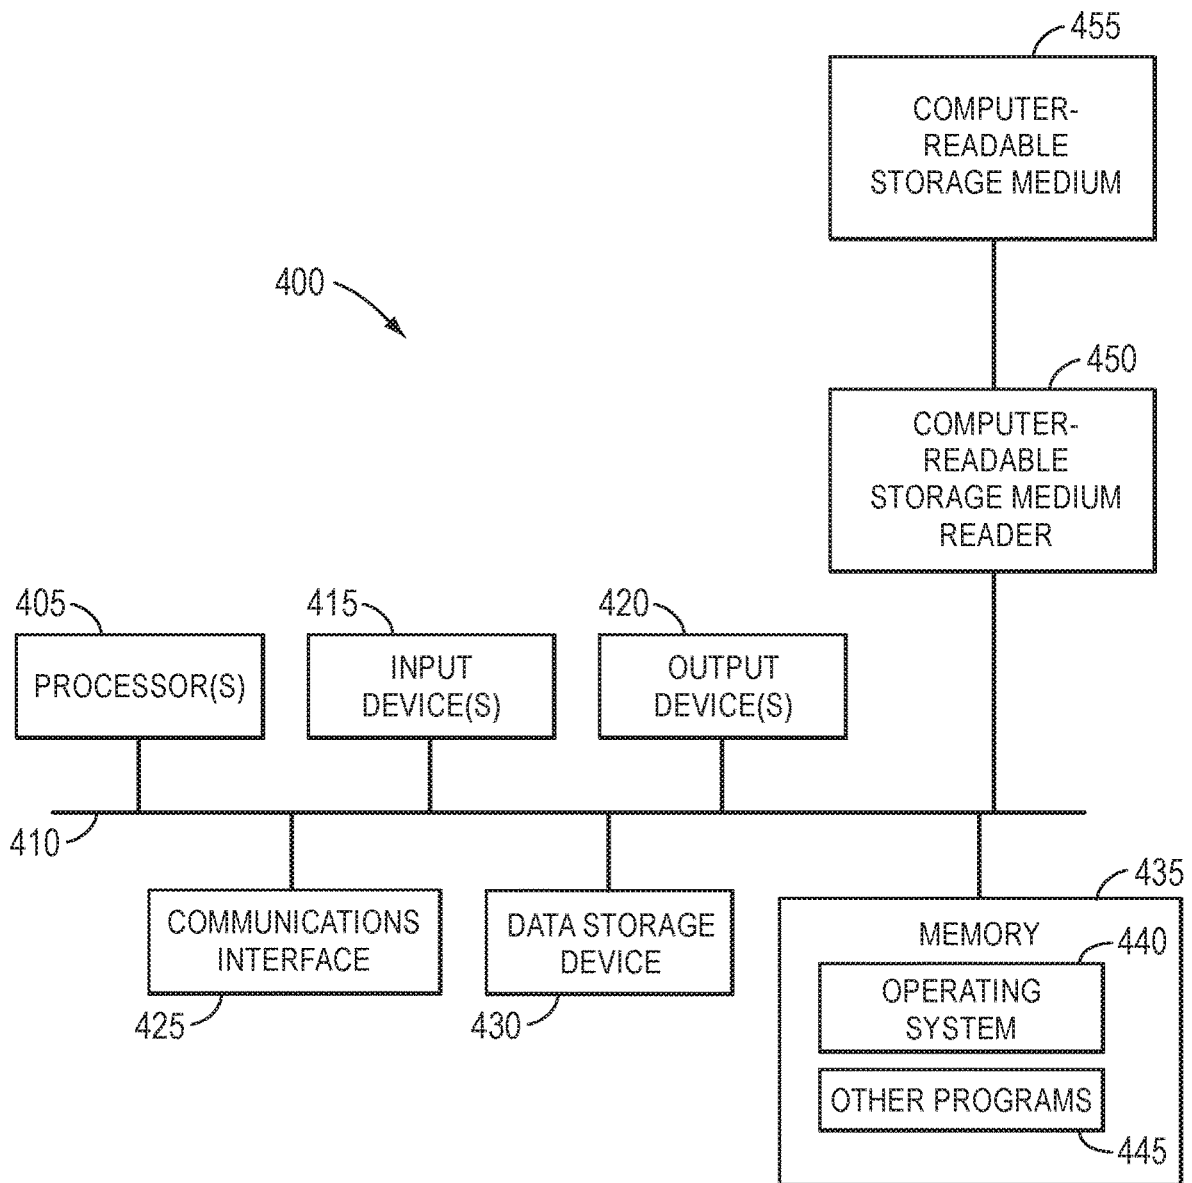 455
COMPUTER-
READABLE
STORAGE MEDIUM
400
450
COMPUTER-
READABLE
STORAGE MEDIUM
READER
405
PROCESSOR(S)
415
INPUT
DEVICE(S)
420
OUTPUT
DEVICE(S)
410
COMMUNICATIONS
INTERFACE
425
DATA STORAGE
DEVICE
430
435
MEMORY
440
OPERATING
SYSTEM
OTHER PROGRAMS
445